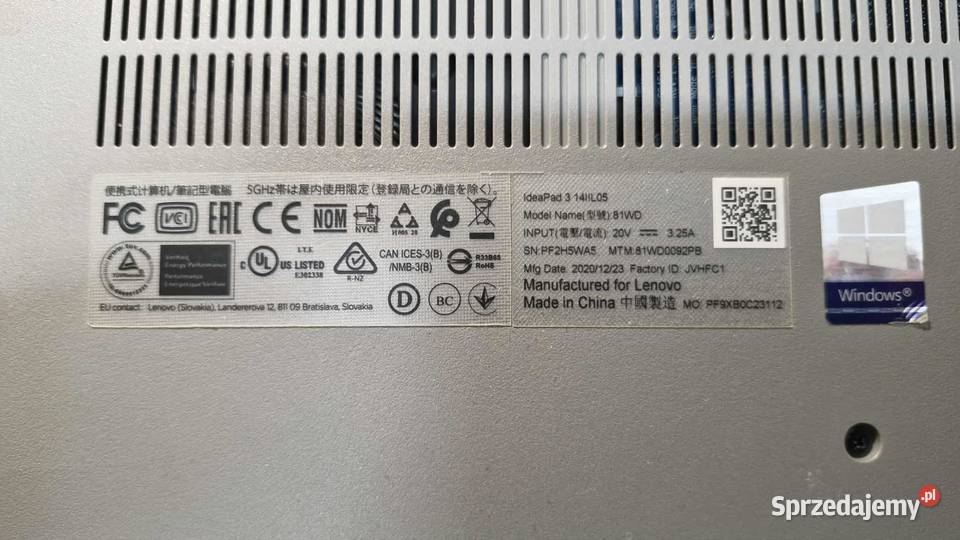 便携式计算机/筆記型電腦 5GHz帯は屋内使用限定(登録局との通信を除く)。
FC EAC CE NOM NYCE
c UL US LISTED I.T.E. E302338 R-NZ CAN ICES-3(B)
/NMB-3(B) R33B65
RoHS
D BC
EU contact Lenovo (Slovakia), Landererova 12, 811 09 Bratislava, Slovakia
IdeaPad 3 14IIL05
Model Name(型號):81WD
INPUT(電壓/電流): 20V 3.25A
SN:PF2H5WA5 MTM:81WD0092PB
Mfg Date: 2020/12/23 Factory ID: JVHFC1
Manufactured for Lenovo
Made in China 中國製造 MO: PF9XB0C23112
Windows®
Sprzedajemy.pl